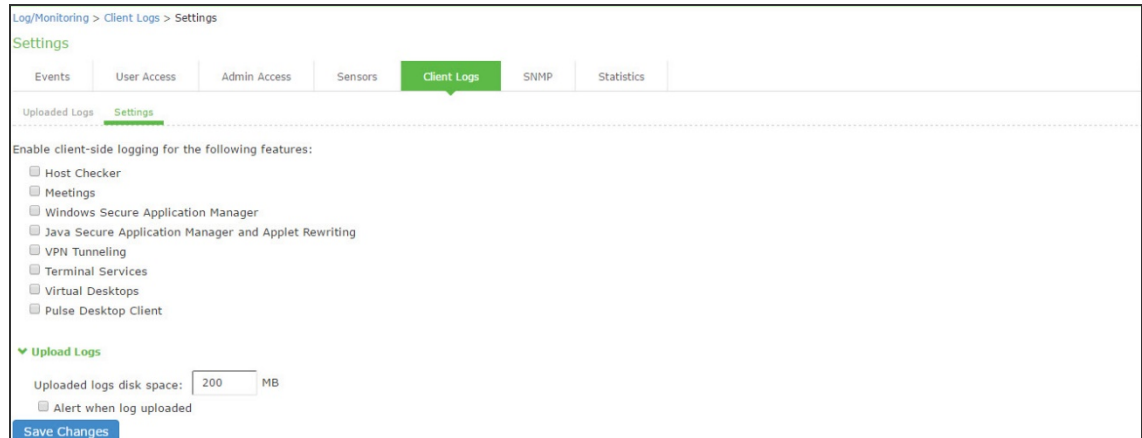 Log/Monitoring > Client Logs > Settings
Settings
Events User Access Admin Access Sensors Client Logs SNMP Statistics
Uploaded Logs Settings
Enable client-side logging for the following features:
Host Checker
Meetings
Windows Secure Application Manager
Java Secure Application Manager and Applet Rewriting
VPN Tunneling
Terminal Services
Virtual Desktops
Pulse Desktop Client
Upload Logs
Uploaded logs disk space: 200 MB
Alert when log uploaded
Save Changes